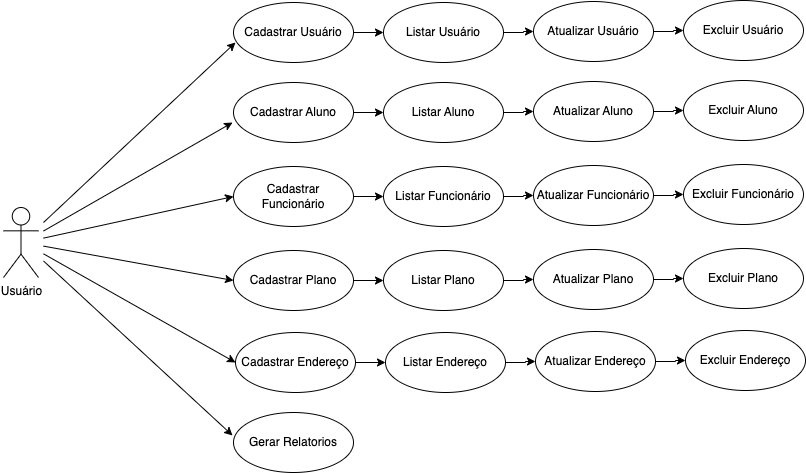 Cadastrar Usuário
Listar Usuário
Atualizar Usuário
Excluir Usuário
Cadastrar Aluno
Listar Aluno
Atualizar Aluno
Excluir Aluno
Cadastrar
Funcionário
Listar Funcionário
Atualizar Funcionário
Excluir Funcionário
Usuário
Cadastrar Plano
Listar Plano
Atualizar Plano
Excluir Plano
Cadastrar Endereço
Listar Endereço
Atualizar Endereço
Excluir Endereço
Gerar Relatorios